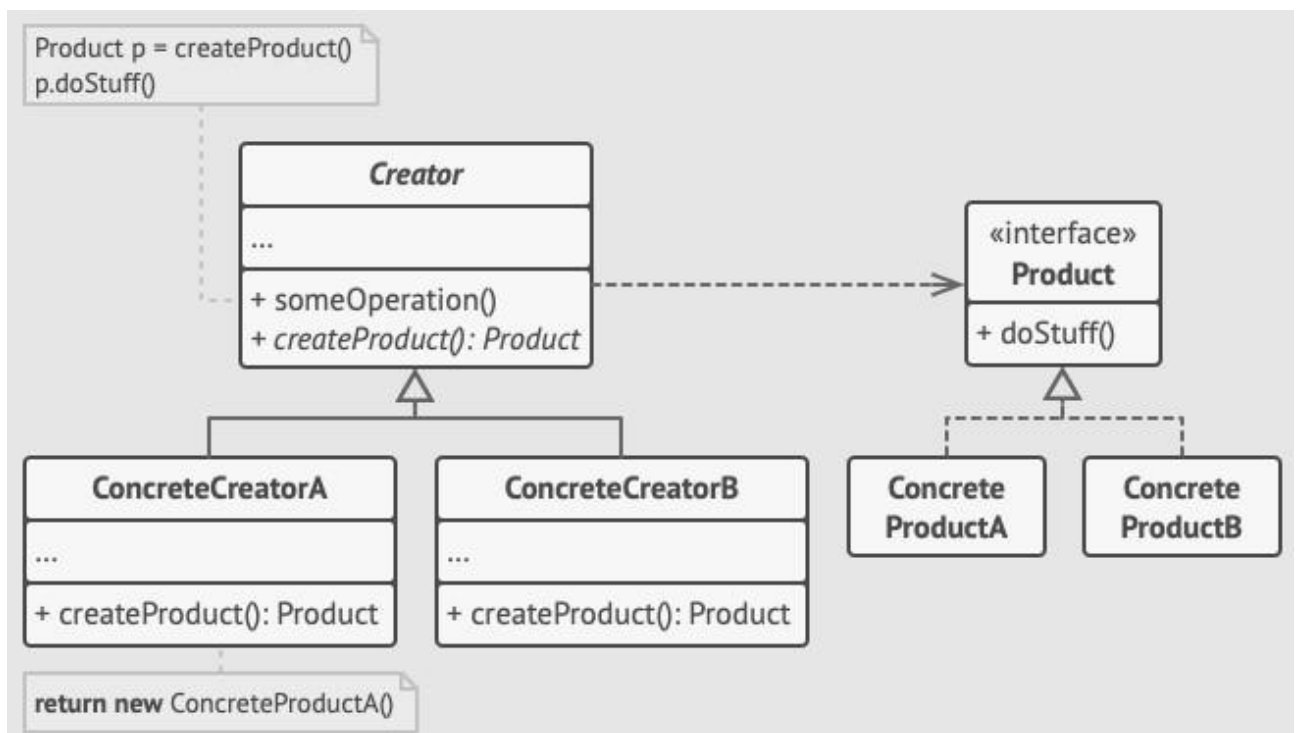 Product p = createProduct()
p.doStuff()
Creator
...
+ someOperation()
+ createProduct(): Product
«interface»
Product
+ doStuff()
ConcreteCreatorA
...
+ createProduct(): Product
ConcreteCreatorB
...
+ createProduct(): Product
Concrete
ProductA
Concrete
ProductB
return new ConcreteProductA()